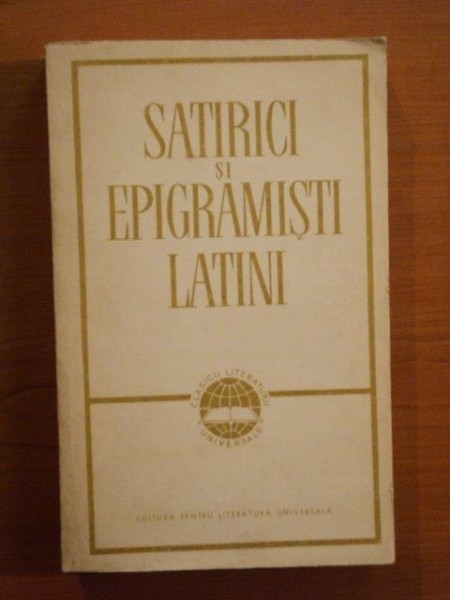 SATIRICI
ȘI
EPIGRAMIȘTI
LATINI
CLASICII LITERATURII
UNIVERSALE
EDITURA PENTRU LITERATURA UNIVERSALĂ